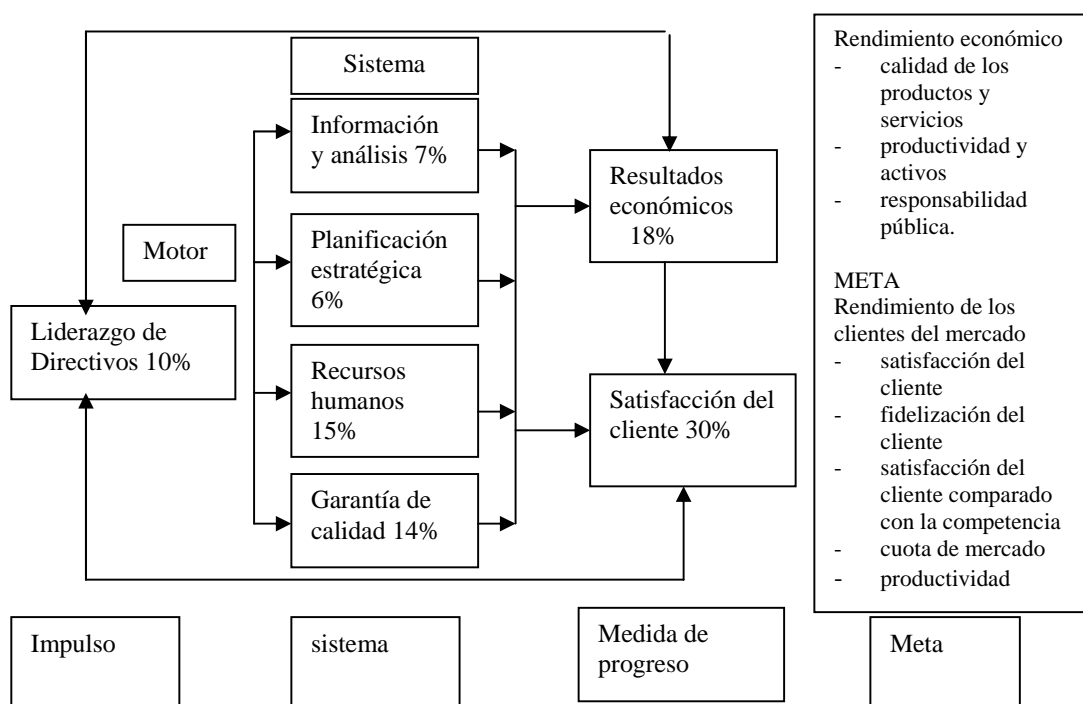 Sistema
Información
y análisis 7%
Planificación
estratégica
6%
Recursos
humanos
15%
Garantía de
calidad 14%
Motor
Liderazgo de
Directivos 10%
Resultados
económicos
18%
Satisfacción del
cliente 30%
Rendimiento económico
- calidad de los
productos y
servicios
- productividad y
activos
- responsabilidad
pública.
META
Rendimiento de los
clientes del mercado
- satisfacción del
cliente
- fidelización del
cliente
- satisfacción del
cliente comparado
con la competencia
- cuota de mercado
- productividad
Impulso
sistema
Medida de
progreso
Meta